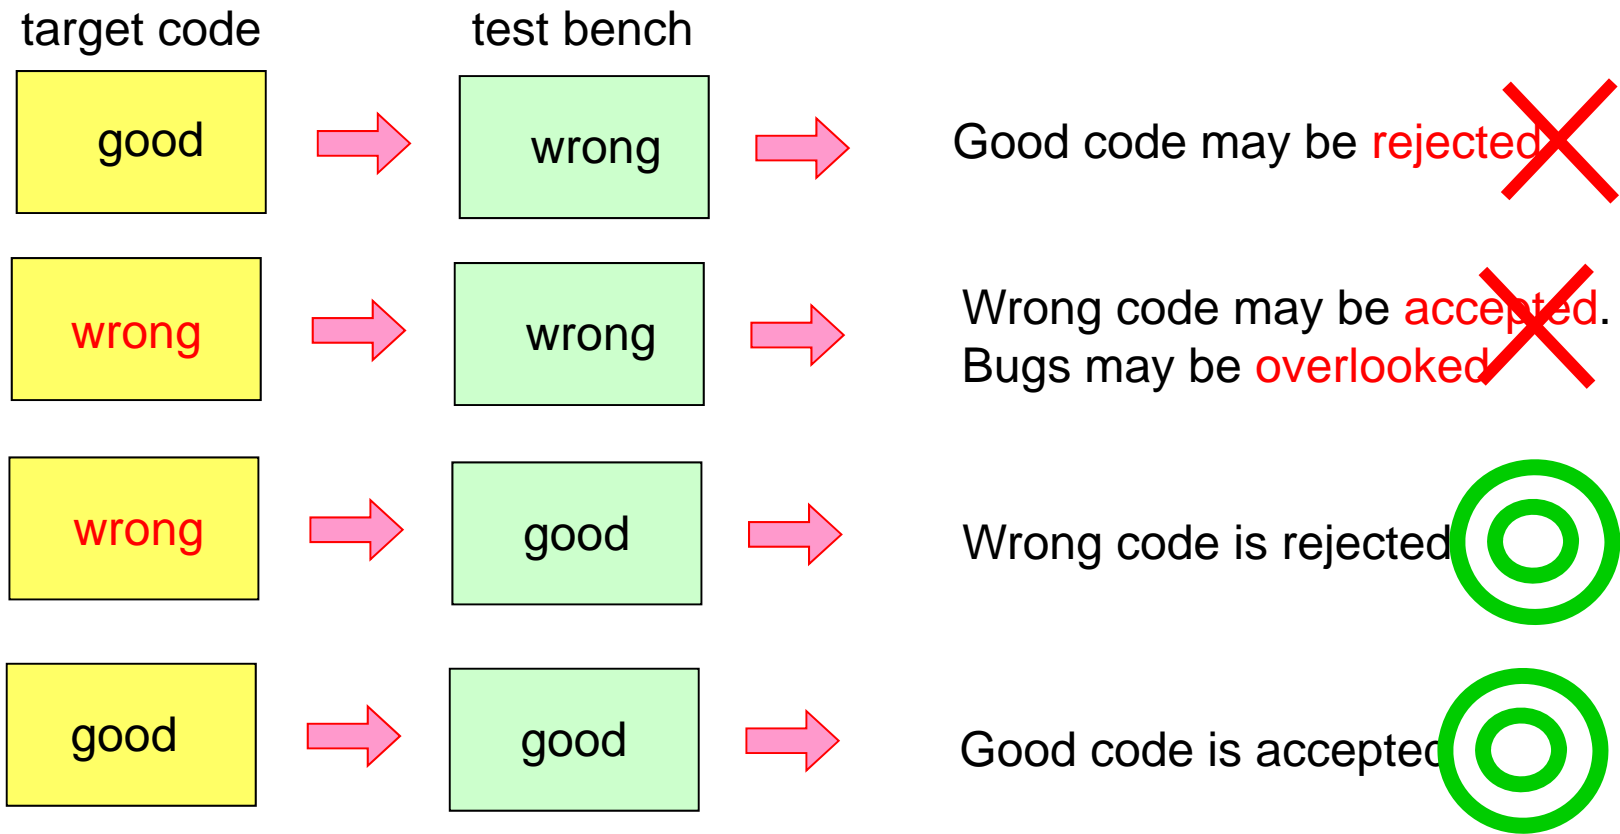 target code
test bench
good
wrong
Good code may be rejected
wrong
wrong
Wrong code may be accepted.
Bugs may be overlooked
wrong
good
Wrong code is rejected
good
good
Good code is accepted